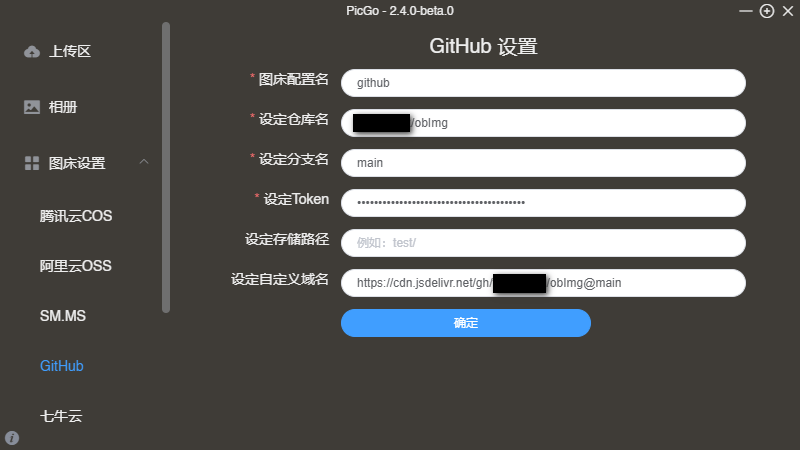 PicGo - 2.4.0-beta.0
上传区
相册
图床设置
腾讯云COS
阿里云OSS
SM.MS
GitHub
七牛云
GitHub 设置
* 图床配置名 github
* 设定仓库名 /obImg
* 设定分支名 main
* 设定Token ••••••••••••••••••••••••••••••••••••••••
设定存储路径 例如：test/
设定自定义域名 https://cdn.jsdelivr.net/gh/ /obImg@main
确定